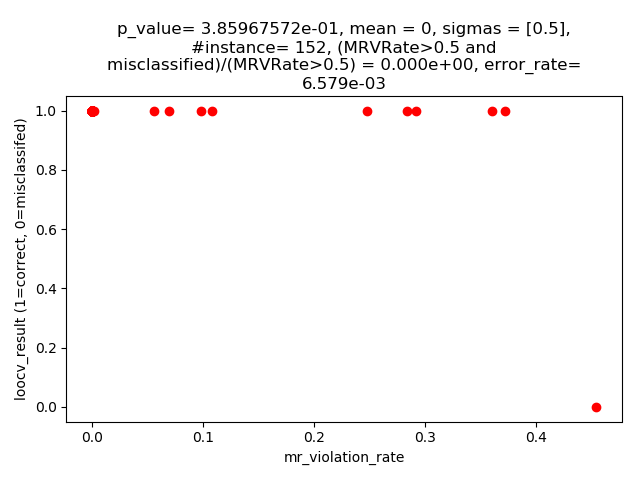 p_value= 3.85967572e-01, mean = 0, sigmas = [0.5],
#instance= 152, (MRVRate>0.5 and
misclassified)/(MRVRate>0.5) = 0.000e+00, error_rate=
6.579e-03
1.0
0.8
0.6
0.4
0.2
0.0
loocv_result (1=correct, 0=misclassifed)
0.0
0.1
0.2
0.3
0.4
mr_violation_rate